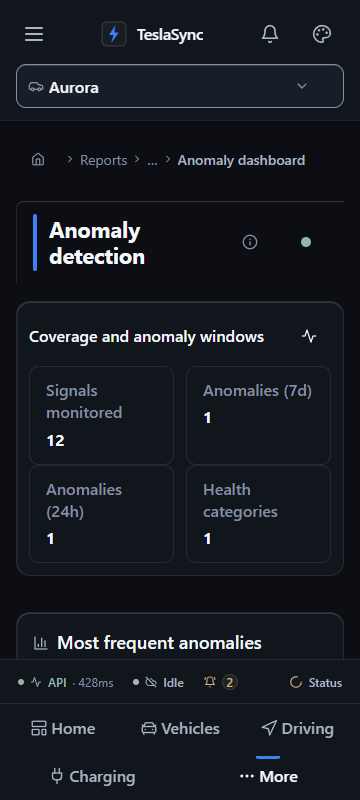 TeslaSync
Aurora
Reports
...
Anomaly dashboard
Anomaly
detection
Coverage and anomaly windows
Signals
monitored
12
Anomalies (7d)
1
Anomalies
(24h)
1
Health
categories
1
Most frequent anomalies
API · 428ms
Idle
2
Status
Home
Vehicles
Driving
Charging
More